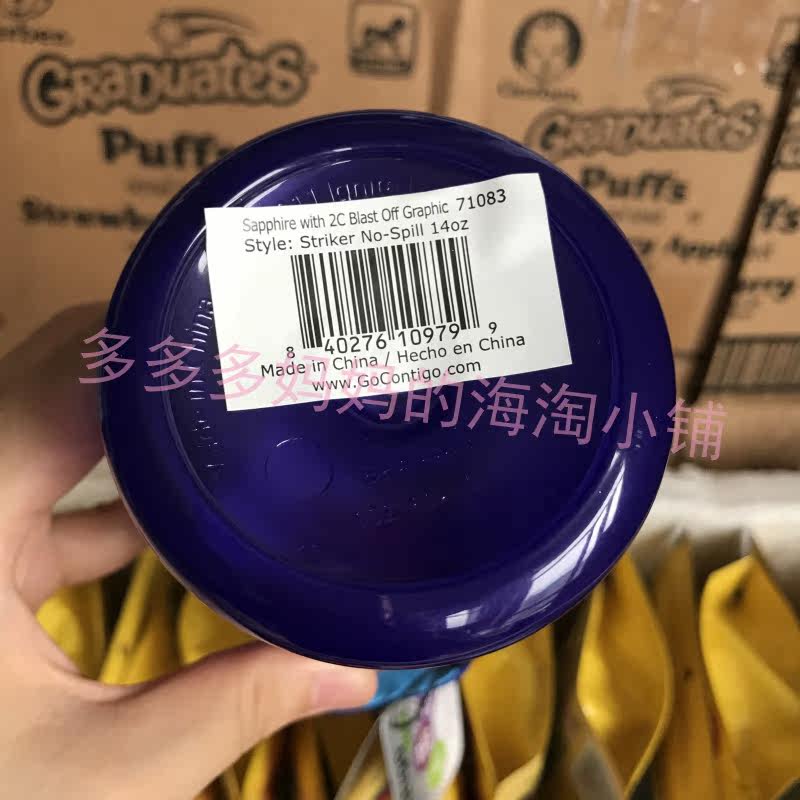 GRADUATES
Puffs
Strawb
Gerber
GRADUATES
Puffs
Sapphire with 2C Blast Off Graphic 71083
Style: Striker No-Spill 14oz
8 40276 10979 9
Made in China / Hecho en China
www.GoContigo.com
多多多妈妈的海淘小铺